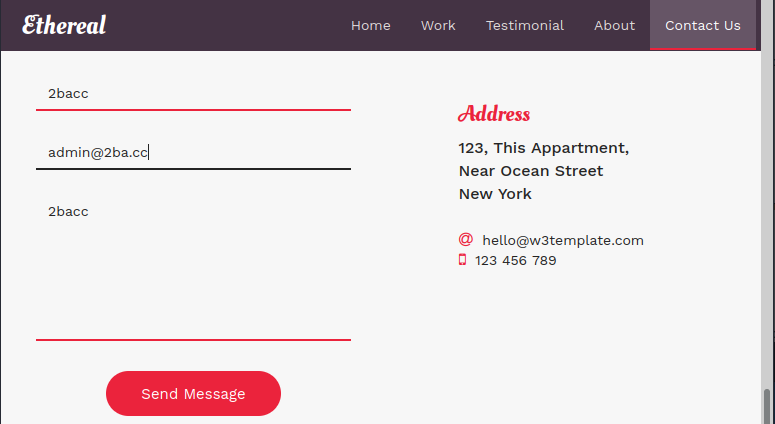 Ethereal
Home Work Testimonial About Contact Us
2bacc
admin@2ba.cc
2bacc
Send Message
Address
123, This Appartment,
Near Ocean Street
New York
@ hello@w3template.com
123 456 789